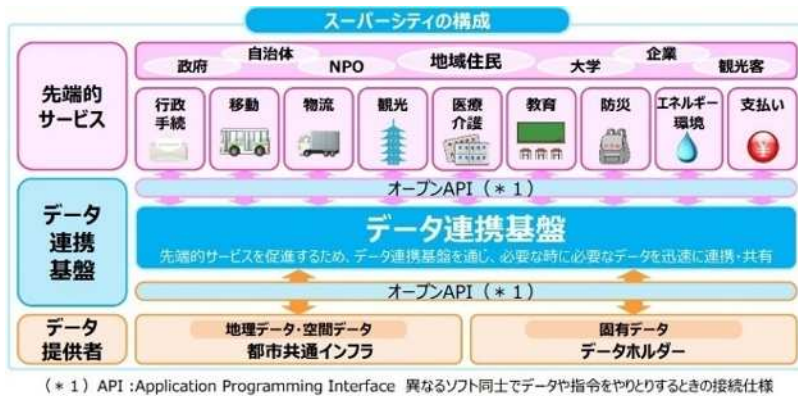 スーパーシティの構成
先端的
サービス
政府
自治体
NPO
地域住民
大学
企業
観光客
行政
手続
移動
物流
観光
医療
介護
教育
防災
エネルギー
環境
支払い
オープンAPI(*1)
データ
連携
基盤
データ連携基盤
先端的サービスを促進するため、データ連携基盤を通じ、必要な時に必要なデータを迅速に連携・共有
オープンAPI(*1)
データ
提供者
地理データ・空間データ
都市共通インフラ
固有データ
データホルダー
(*1)API :Application Programming Interface 異なるソフト同士でデータや指令をやりとりするときの接続仕様